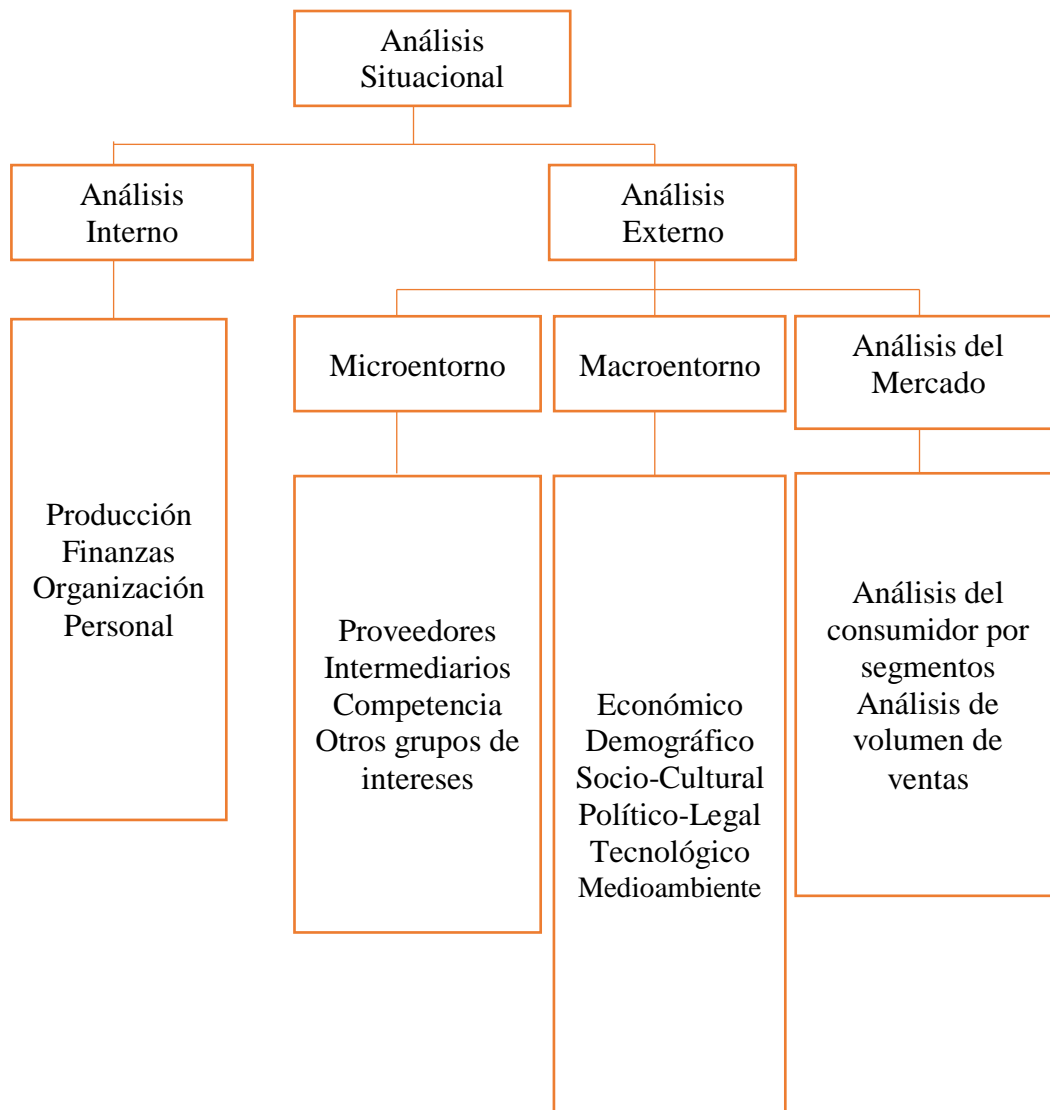 Análisis
Situacional
Análisis
Interno
Análisis
Externo
Producción
Finanzas
Organización
Personal
Microentorno
Macroentorno
Análisis del
Mercado
Proveedores
Intermediarios
Competencia
Otros grupos de
intereses
Económico
Demográfico
Socio-Cultural
Político-Legal
Tecnológico
Medioambiente
Análisis del
consumidor por
segmentos
Análisis de
volumen de
ventas